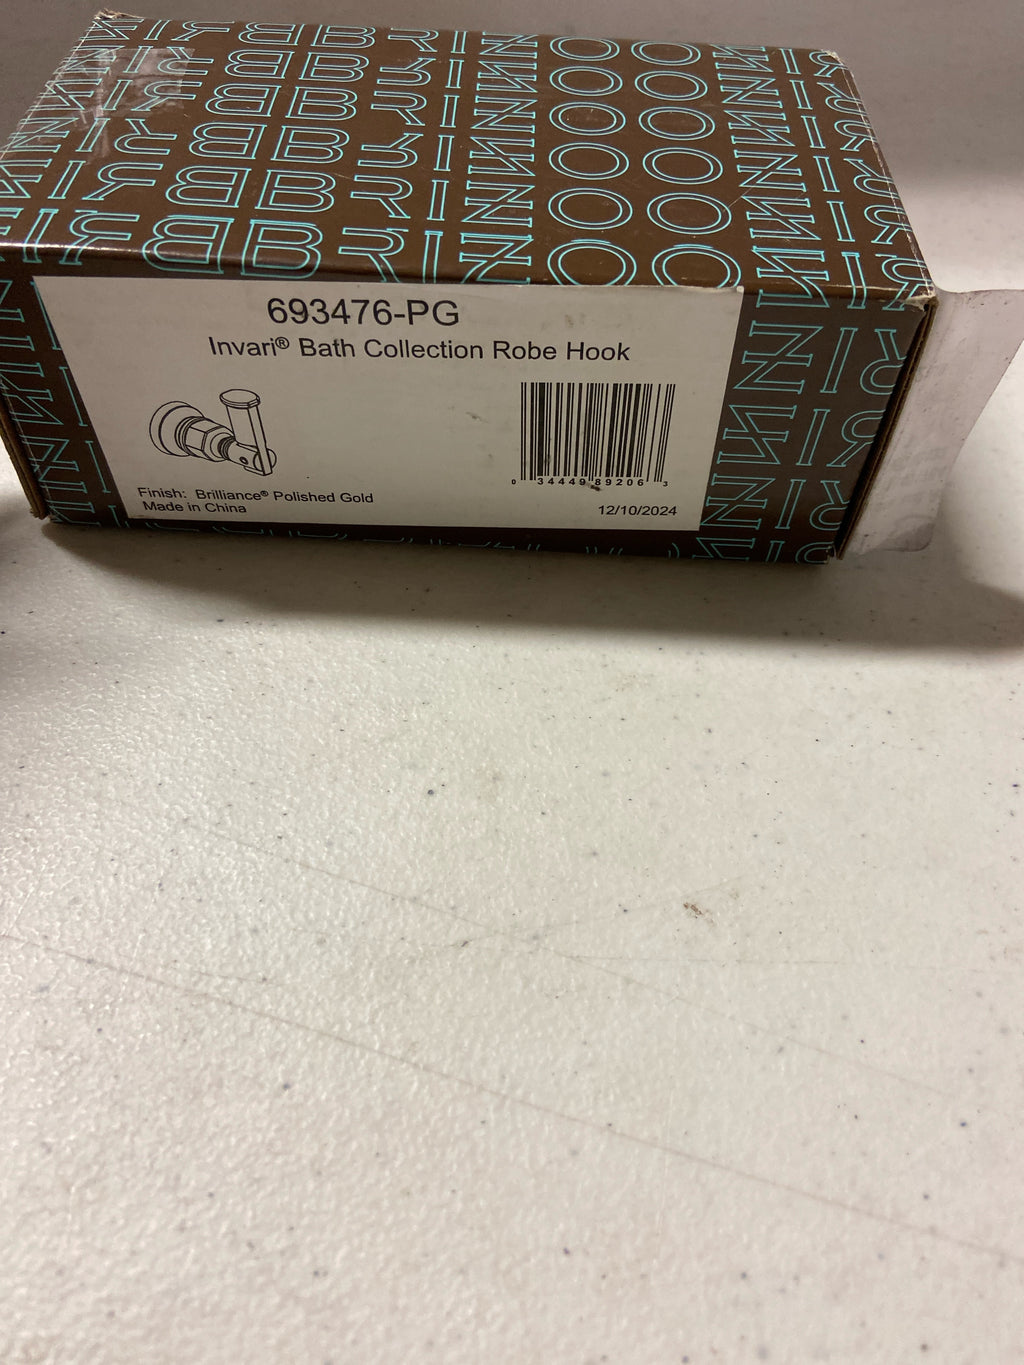 BRIZO
693476-PG
Invari® Bath Collection Robe Hook
0 34449 89206 3
Finish: Brilliance® Polished Gold
Made in China
12/10/2024